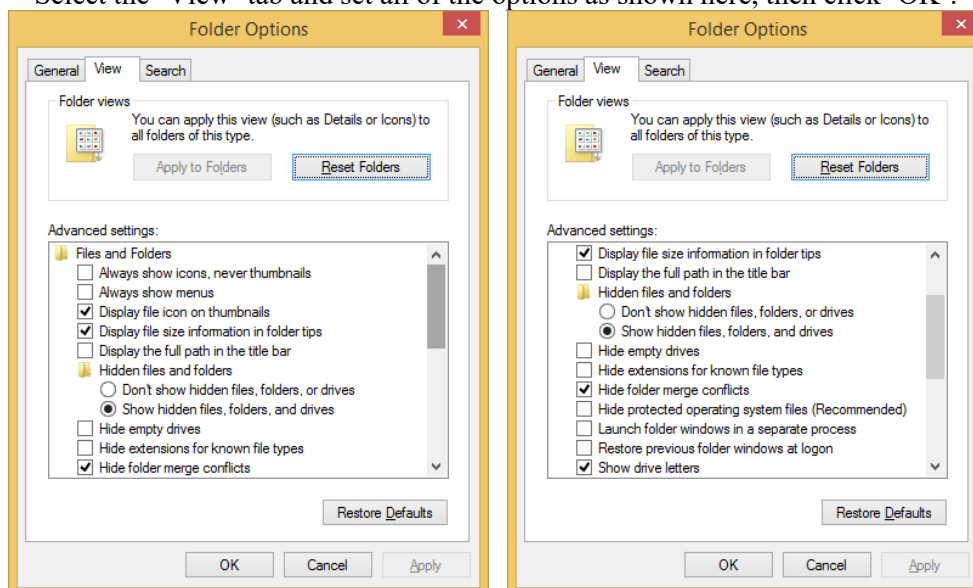 Select the "View" tab and set all of the options as shown here, then click "OK".
Folder Options
General View Search
Folder views
You can apply this view (such as Details or Icons) to
all folders of this type.
Apply to Folders Reset Folders
Advanced settings:
Files and Folders
Always show icons, never thumbnails
Always show menus
Display file icon on thumbnails
Display file size information in folder tips
Display the full path in the title bar
Hidden files and folders
Don't show hidden files, folders, or drives
Show hidden files, folders, and drives
Hide empty drives
Hide extensions for known file types
Hide folder merge conflicts
Restore Defaults
OK Cancel Apply
Folder Options
General View Search
Folder views
You can apply this view (such as Details or Icons) to
all folders of this type.
Apply to Folders Reset Folders
Advanced settings:
Display file size information in folder tips
Display the full path in the title bar
Hidden files and folders
Don't show hidden files, folders, or drives
Show hidden files, folders, and drives
Hide empty drives
Hide extensions for known file types
Hide folder merge conflicts
Hide protected operating system files (Recommended)
Launch folder windows in a separate process
Restore previous folder windows at logon
Show drive letters
Restore Defaults
OK Cancel Apply